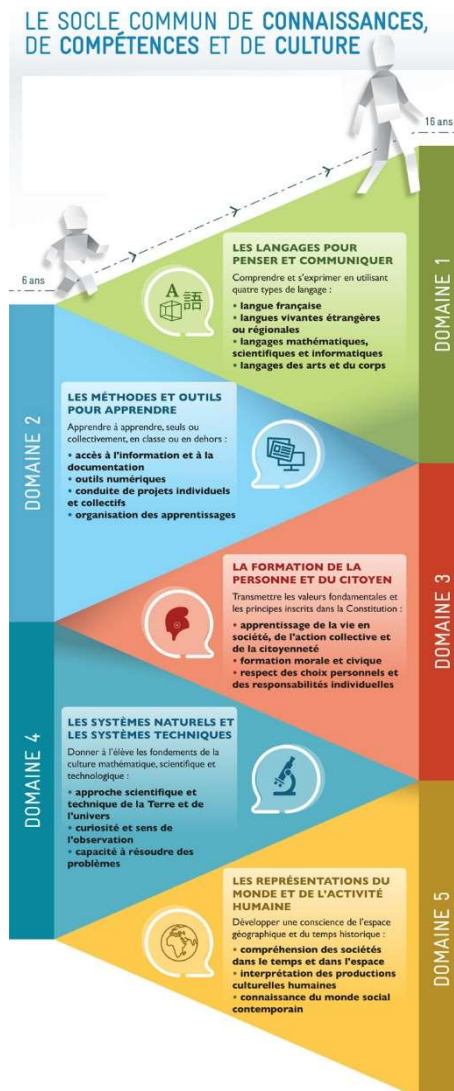 LE SOCLE COMMUN DE CONNAISSANCES,
DE COMPÉTENCES ET DE CULTURE
16 ans
6 ans
DOMAINE 1
LES LANGAGES POUR
PENSER ET COMMUNIQUER
Comprendre et s'exprimer en utilisant
quatre types de langage :
• langue française
• langues vivantes étrangères
ou régionales
• langages mathématiques,
scientifiques et informatiques
• langages des arts et du corps
A
語
DOMAINE 2
LES MÉTHODES ET OUTILS
POUR APPRENDRE
Apprendre à apprendre, seuls ou
collectivement, en classe ou en dehors :
• accès à l'information et à la
documentation
• outils numériques
• conduite de projets individuels
et collectifs
• organisation des apprentissages
DOMAINE 3
LA FORMATION DE LA
PERSONNE ET DU CITOYEN
Transmettre les valeurs fondamentales et
les principes inscrits dans la Constitution :
• apprentissage de la vie en
société, de l'action collective et
de la citoyenneté
• formation morale et civique
• respect des choix personnels et
des responsabilités individuelles
DOMAINE 4
LES SYSTÈMES NATURELS ET
LES SYSTÈMES TECHNIQUES
Donner à l'élève les fondements de la
culture mathématique, scientifique et
technologique :
• approche scientifique et
technique de la Terre et de
l'univers
• curiosité et sens de
l'observation
• capacité à résoudre des
problèmes
DOMAINE 5
LES REPRÉSENTATIONS DU
MONDE ET DE L'ACTIVITÉ
HUMAINE
Développer une conscience de l'espace
géographique et du temps historique :
• compréhension des sociétés
dans le temps et dans l'espace
• interprétation des productions
culturelles humaines
• connaissance du monde social
contemporain